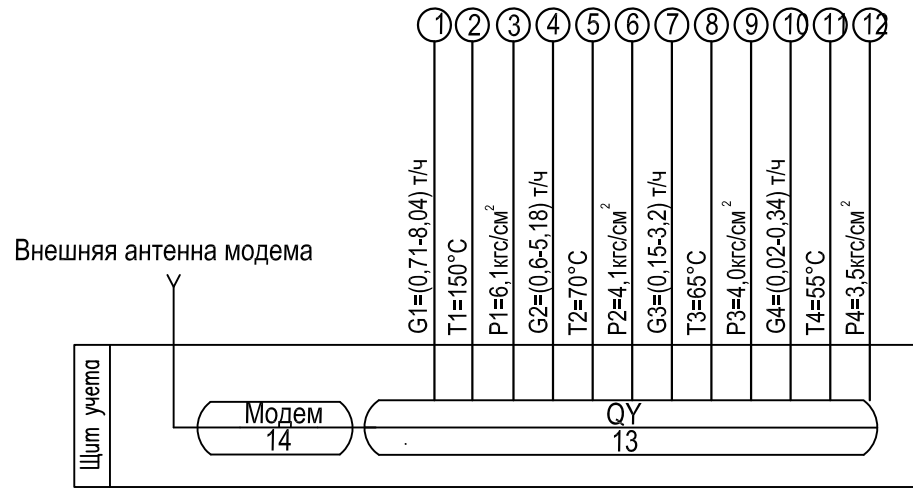 1 2 3 4 5 6 7 8 9 10 11 12
G1=(0,71-8,04) т/ч
T1=150°C
P1=6,1кгс/см²
G2=(0,6-5,18) т/ч
T2=70°C
P2=4,1кгс/см²
G3=(0,15-3,2) т/ч
T3=65°C
P3=4,0кгс/см²
G4=(0,02-0,34) т/ч
T4=55°C
P4=3,5кгс/см²
Внешняя антенна модема
Щит учета
Модем
14
QY
13